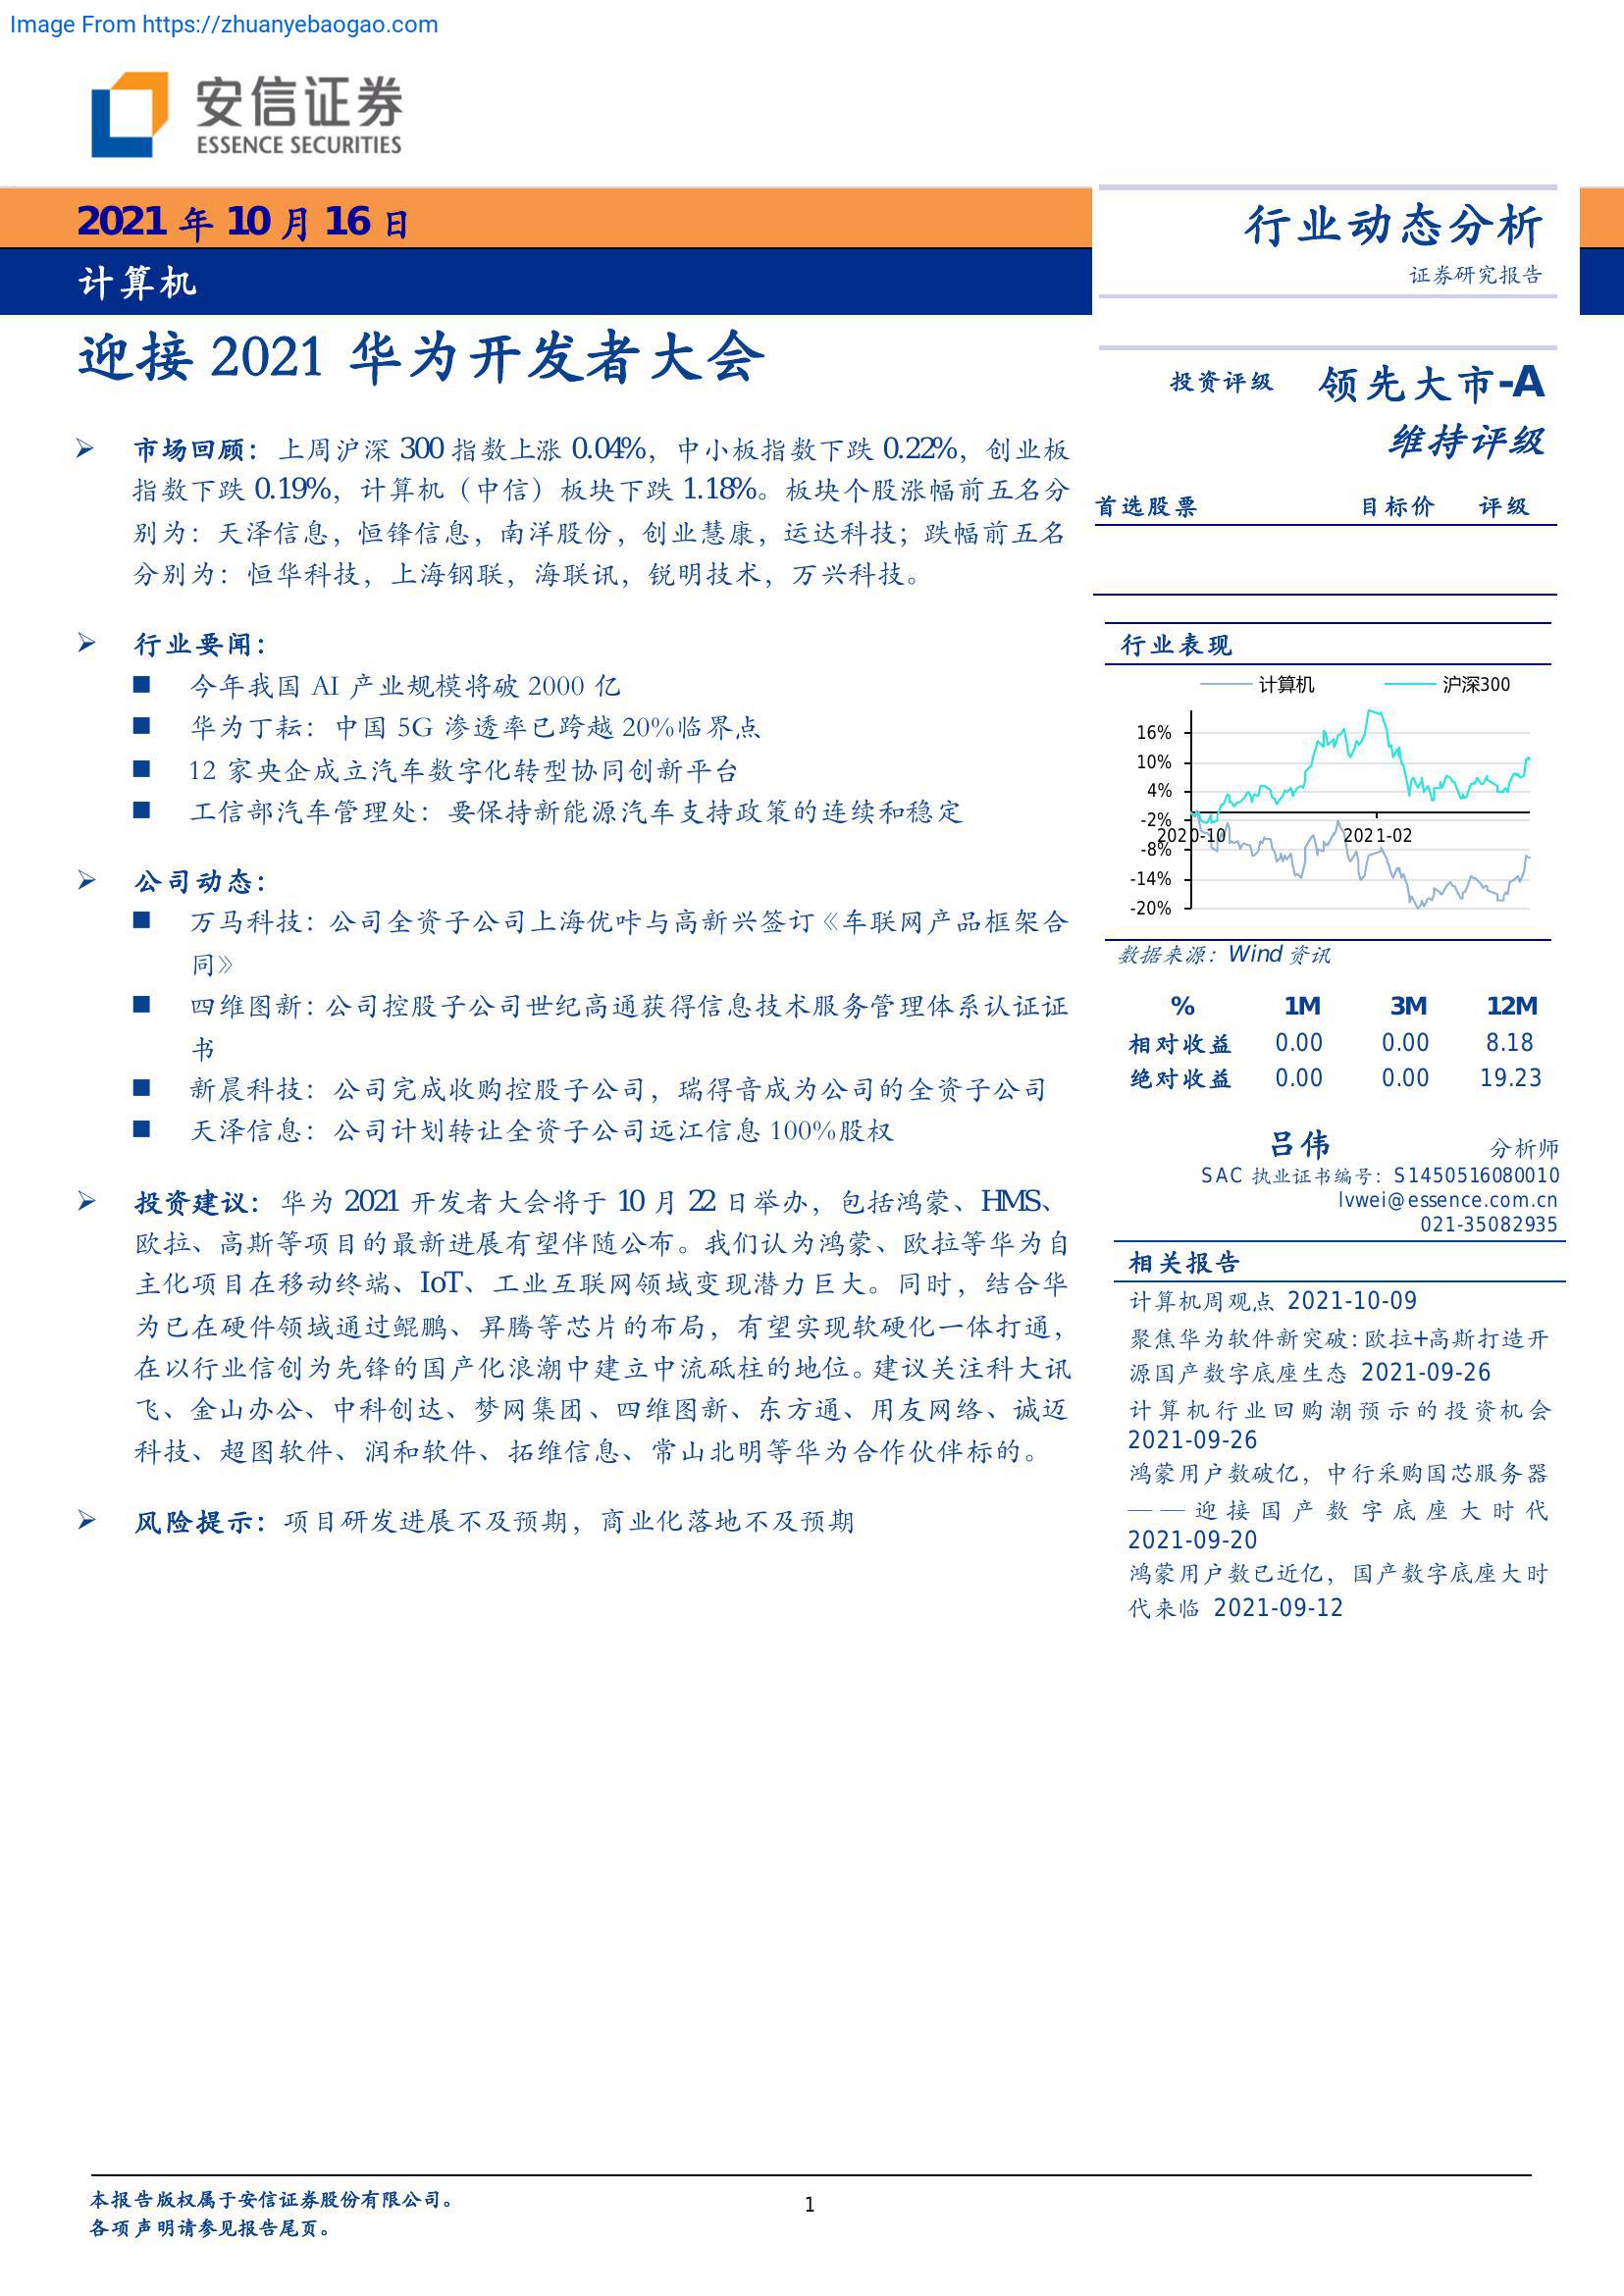 Image From https://zhuanyebaogao.com
安信证券
ESSENCE SECURITIES
2021 年 10 月 16 日
计算机
行业动态分析
证券研究报告
迎接 2021 华为开发者大会
➢ 市场回顾：上周沪深 300 指数上涨 0.04%，中小板指数下跌 0.22%，创业板
指数下跌 0.19%，计算机（中信）板块下跌 1.18%。板块个股涨幅前五名分
别为：天泽信息，恒锋信息，南洋股份，创业慧康，运达科技；跌幅前五名
分别为：恒华科技，上海钢联，海联讯，锐明技术，万兴科技。
➢ 行业要闻：
■ 今年我国 AI 产业规模将破 2000 亿
■ 华为丁耘：中国 5G 渗透率已跨越 20%临界点
■ 12 家央企成立汽车数字化转型协同创新平台
■ 工信部汽车管理处：要保持新能源汽车支持政策的连续和稳定
➢ 公司动态：
■ 万马科技：公司全资子公司上海优咔与高新兴签订《车联网产品框架合
同》
■ 四维图新：公司控股子公司世纪高通获得信息技术服务管理体系认证证
书
■ 新晨科技：公司完成收购控股子公司，瑞得音成为公司的全资子公司
■ 天泽信息：公司计划转让全资子公司远江信息 100%股权
➢ 投资建议：华为 2021 开发者大会将于 10 月 22 日举办，包括鸿蒙、HMS、
欧拉、高斯等项目的最新进展有望伴随公布。我们认为鸿蒙、欧拉等华为自
主化项目在移动终端、IoT、工业互联网领域变现潜力巨大。同时，结合华
为已在硬件领域通过鲲鹏、昇腾等芯片的布局，有望实现软硬化一体打通，
在以行业信创为先锋的国产化浪潮中建立中流砥柱的地位。建议关注科大讯
飞、金山办公、中科创达、梦网集团、四维图新、东方通、用友网络、诚迈
科技、超图软件、润和软件、拓维信息、常山北明等华为合作伙伴标的。
➢ 风险提示：项目研发进展不及预期，商业化落地不及预期
投资评级 领先大市-A
维持评级
首选股票 目标价 评级
行业表现
计算机 沪深300
16%
10%
4%
-2%
2020-10 2021-02
-8%
-14%
-20%
数据来源：Wind 资讯
% 1M 3M 12M
相对收益 0.00 0.00 8.18
绝对收益 0.00 0.00 19.23
吕伟 分析师
SAC 执业证书编号：S1450516080010
lvwei@essence.com.cn
021-35082935
相关报告
计算机周观点 2021-10-09
聚焦华为软件新突破：欧拉+高斯打造开
源国产数字底座生态 2021-09-26
计算机行业回购潮预示的投资机会
2021-09-26
鸿蒙用户数破亿，中行采购国芯服务器
——迎接国产数字底座大时代
2021-09-20
鸿蒙用户数已近亿，国产数字底座大时
代来临 2021-09-12
本报告版权属于安信证券股份有限公司。
各项声明请参见报告尾页。
1